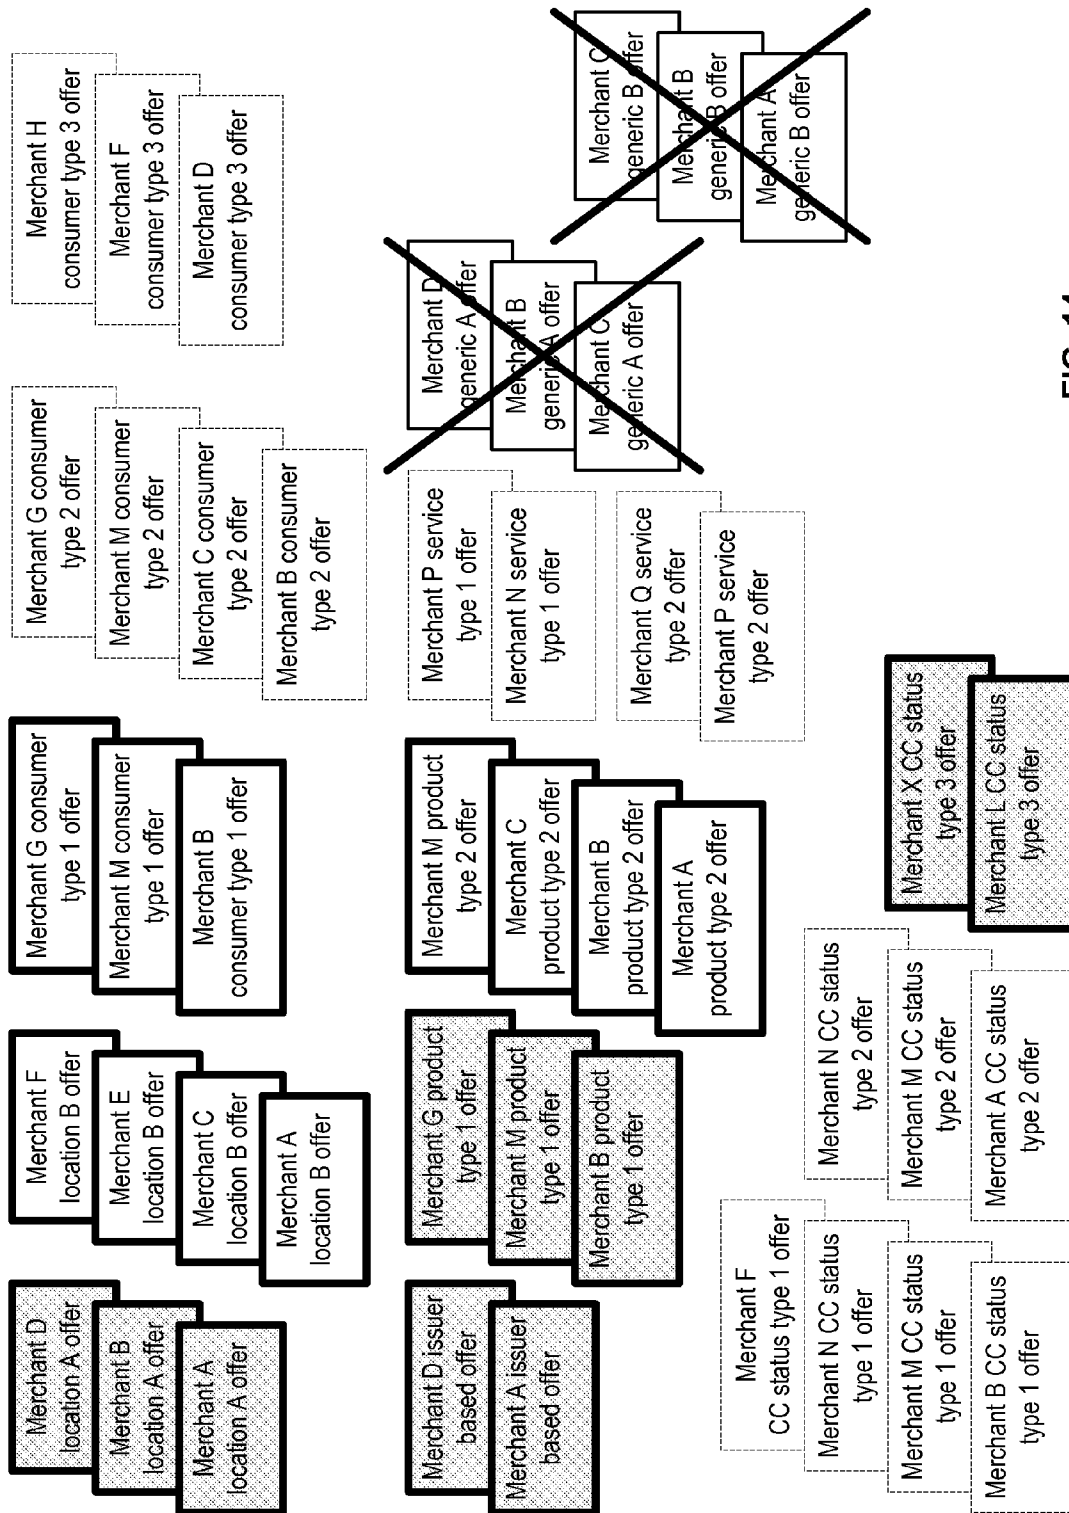 Merchant D
location A offer
Merchant B
location A offer
Merchant A
location A offer
Merchant F
location B offer
Merchant E
location B offer
Merchant C
location B offer
Merchant A
location B offer
Merchant G consumer
type 1 offer
Merchant M consumer
type 1 offer
Merchant B
consumer type 1 offer
Merchant G consumer
type 2 offer
Merchant M consumer
type 2 offer
Merchant C consumer
type 2 offer
Merchant B consumer
type 2 offer
Merchant H
consumer type 3 offer
Merchant F
consumer type 3 offer
Merchant D
consumer type 3 offer
Merchant D issuer
based offer
Merchant A issuer
based offer
Merchant G product
type 1 offer
Merchant M product
type 1 offer
Merchant B product
type 1 offer
Merchant M product
type 2 offer
Merchant C
product type 2 offer
Merchant B
product type 2 offer
Merchant A
product type 2 offer
Merchant P service
type 1 offer
Merchant N service
type 1 offer
Merchant Q service
type 2 offer
Merchant P service
type 2 offer
Merchant D
generic A offer
Merchant B
generic A offer
Merchant C
generic A offer
Merchant C
generic B offer
Merchant B
generic B offer
Merchant A
generic B offer
Merchant F
CC status type 1 offer
Merchant N CC status
type 1 offer
Merchant M CC status
type 1 offer
Merchant B CC status
type 1 offer
Merchant N CC status
type 2 offer
Merchant M CC status
type 2 offer
Merchant A CC status
type 2 offer
Merchant X CC status
type 3 offer
Merchant L CC status
type 3 offer